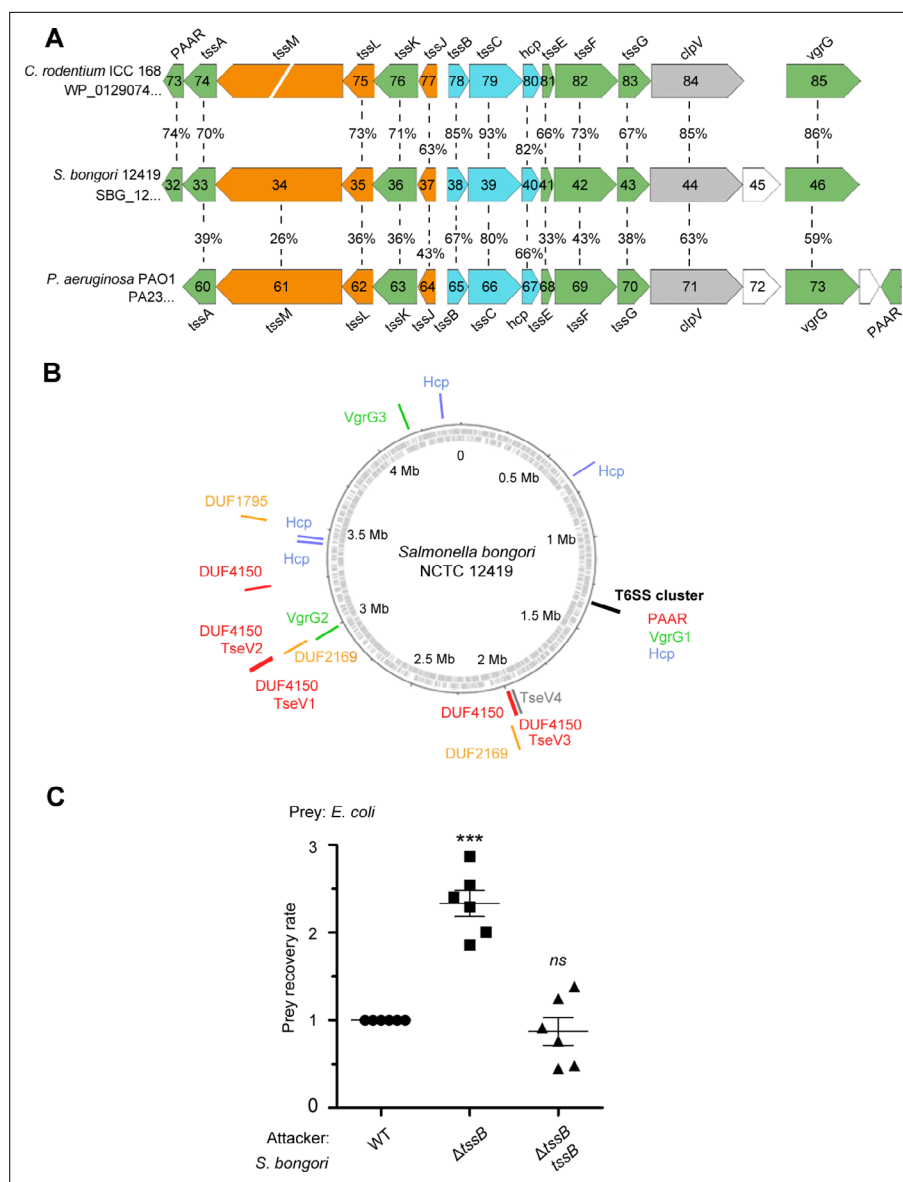 A
PAAR tssA tssM tssL tssK tssJ tssB tssC hcp tssE tssF tssG clpV vgrG
C. rodentium ICC 168
WP_0129074...
73 74 75 76 77 78 79 80 81 82 83 84 85
74% 70% 73% 71% 63% 85% 93% 82% 66% 73% 67% 85% 86%
S. bongori 12419
SBG_12...
32 33 34 35 36 37 38 39 40 41 42 43 44 45 46
39% 26% 36% 36% 43% 67% 80% 66% 33% 43% 38% 63% 59%
P. aeruginosa PAO1
PA23...
60 61 62 63 64 65 66 67 68 69 70 71 72 73
tssA tssM tssL tssK tssJ tssB tssC hcp tssE tssF tssG clpV vgrG PAAR
B
Hcp
VgrG3
0
4 Mb
0.5 Mb
Hcp
DUF1795
Hcp
Hcp
3.5 Mb
1 Mb
Salmonella bongori
NCTC 12419
DUF4150
T6SS cluster
PAAR
VgrG1
Hcp
VgrG2
3 Mb
1.5 Mb
DUF4150
TseV2
DUF2169
2.5 Mb
2 Mb
DUF4150
TseV1
DUF4150
TseV4
DUF4150
TseV3
DUF2169
C
Prey: E. coli
***
ns
3
2
1
0
Prey recovery rate
Attacker:
S. bongori
WT
ΔtssB
ΔtssB
tssB